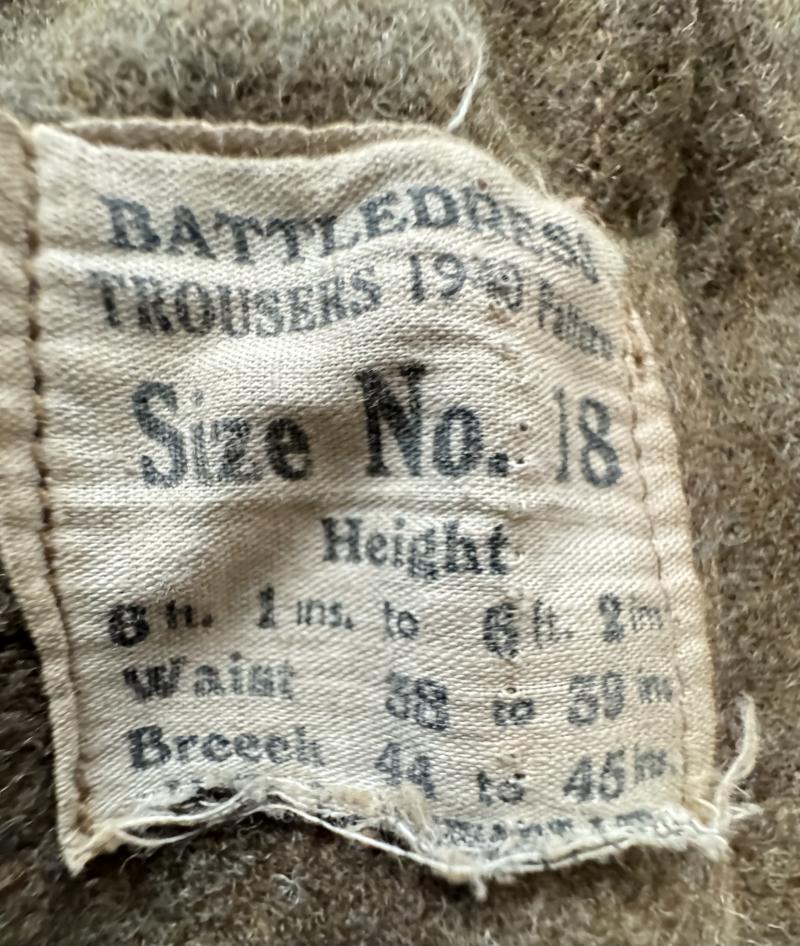 BATTLEDRESS
TROUSERS 1940 Pattern
Size No. 18
Height
6 ft. 1 ins. to 6 ft. 2 ins
Waist 38 to 39 ins
Breech 44 to 45 ins.